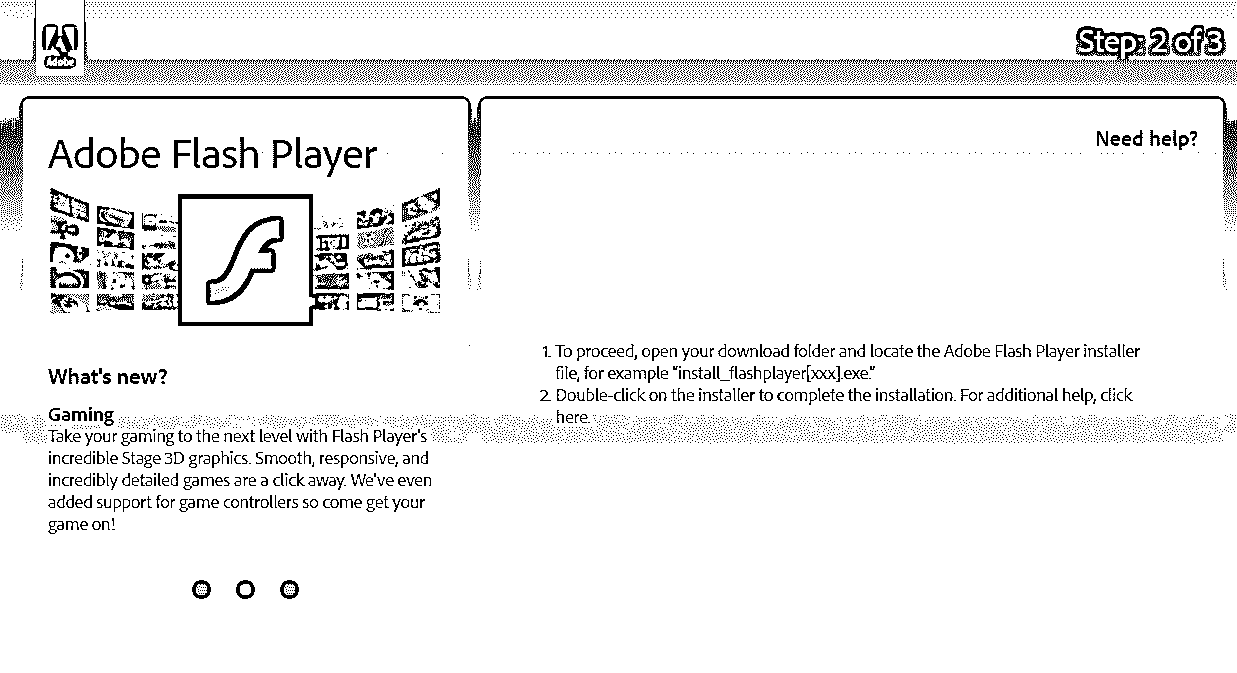 Adobe
Step: 2 of 3
Adobe Flash Player
What's new?
Gaming
Take your gaming to the next level with Flash Player's
incredible Stage 3D graphics. Smooth, responsive, and
incredibly detailed games are a click away. We've even
added support for game controllers so come get your
game on!
Need help?
1. To proceed, open your download folder and locate the Adobe Flash Player installer
file, for example “install_flashplayer[xxx].exe.”
2. Double-click on the installer to complete the installation. For additional help, click
here.